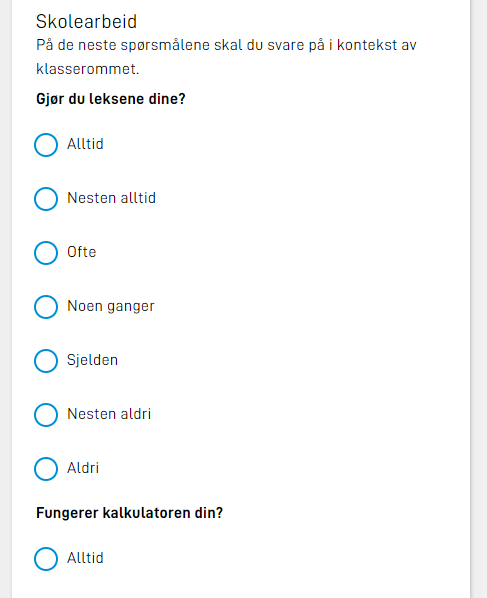 Skolearbeid
På de neste spørsmålene skal du svare på i kontekst av
klasserommet.
Gjør du leksene dine?
Alltid
Nesten alltid
Ofte
Noen ganger
Sjelden
Nesten aldri
Aldri
Fungerer kalkulatoren din?
Alltid